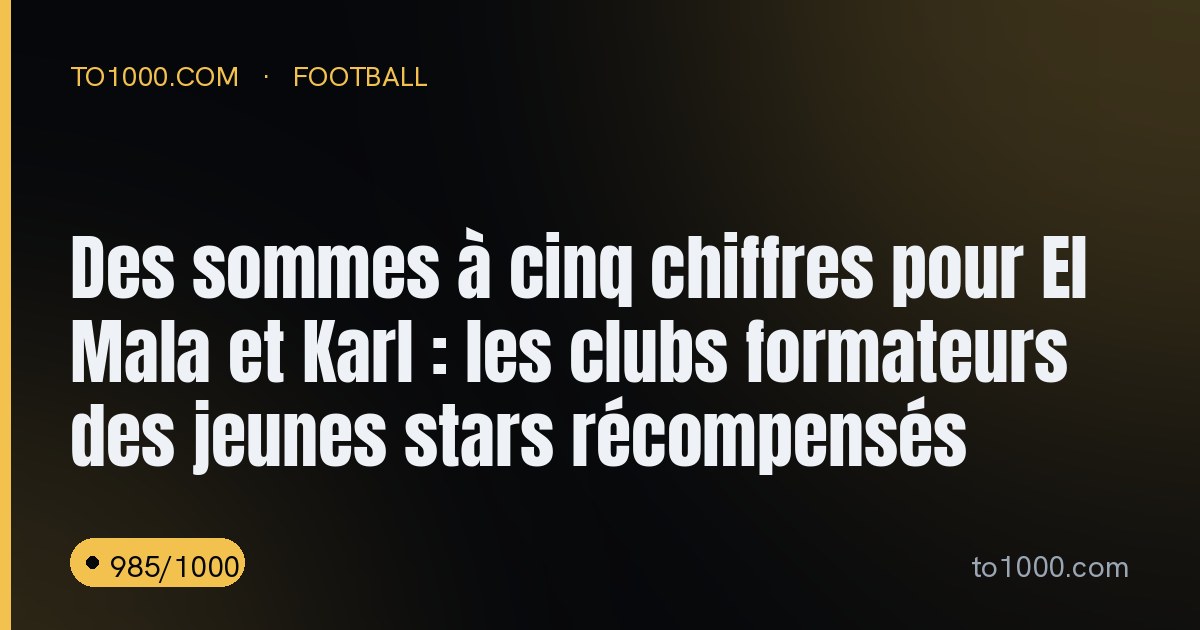 TO1000.COM · FOOTBALL
Des sommes à cinq chiffres pour El
Mala et Karl : les clubs formateurs
des jeunes stars récompensés
985/1000
to1000.com